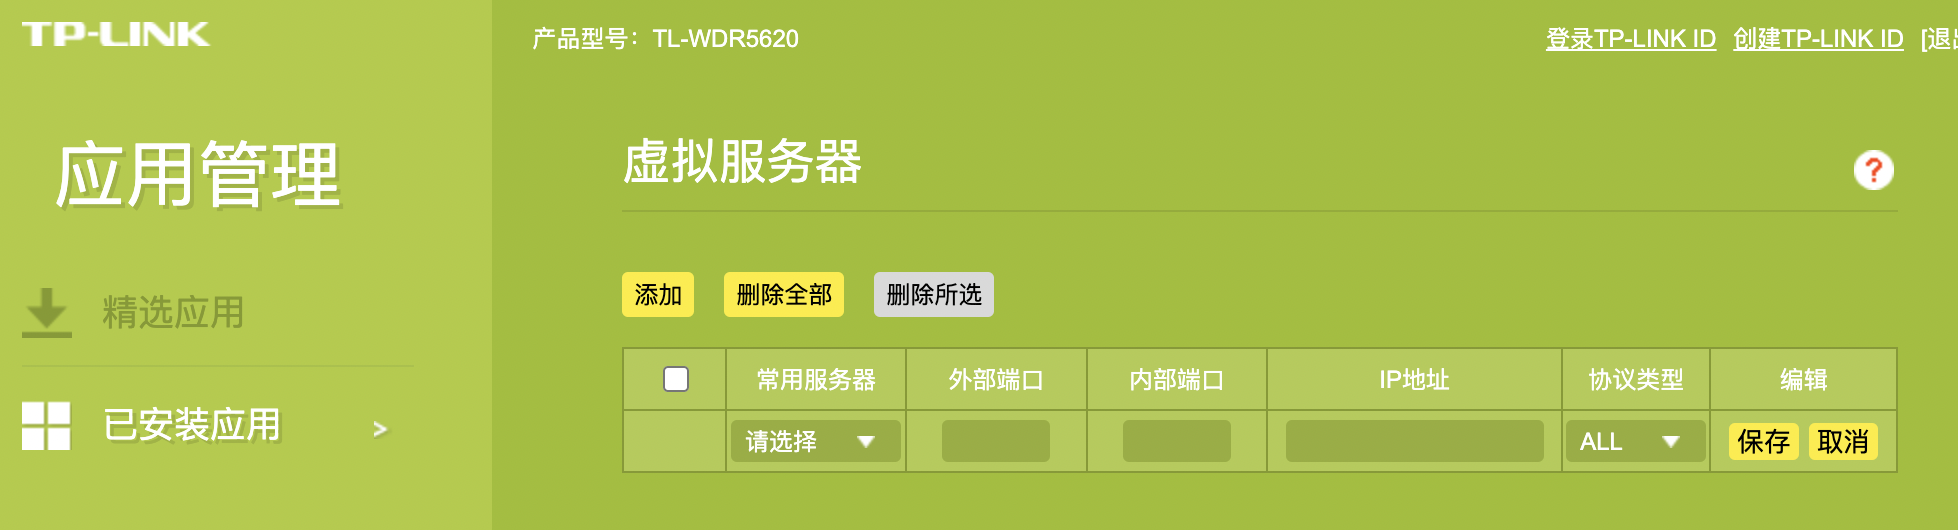 TP-LINK
产品型号：TL-WDR5620
登录TP-LINK ID 创建TP-LINK ID [退
应用管理
虚拟服务器
?
精选应用
已安装应用 >
添加 删除全部 删除所选
常用服务器 外部端口 内部端口 IP地址 协议类型 编辑
请选择 ALL 保存 取消